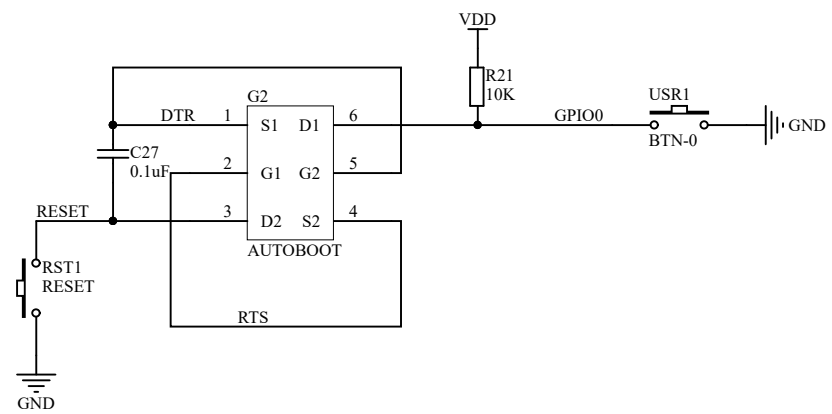 VDD
R21
10K
G2
USR1
DTR
1
S1
D1
6
GPIO0
GND
BTN-0
C27
0.1uF
2
G1
G2
5
RESET
3
D2
S2
4
AUTOBOOT
RST1
RESET
RTS
GND